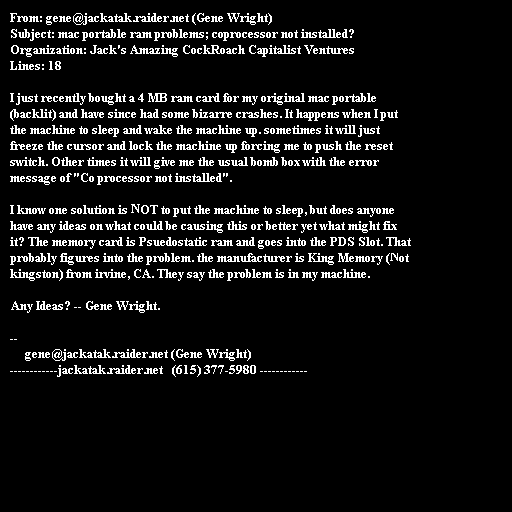 From: gene@jackatak.raider.net (Gene Wright)
Subject: mac portable ram problems; coprocessor not installed?
Organization: Jack's Amazing CockRoach Capitalist Ventures
Lines: 18

I just recently bought a 4 MB ram card for my original mac portable
(backlit) and have since had some bizarre crashes. It happens when I put
the machine to sleep and wake the machine up. sometimes it will just
freeze the cursor and lock the machine up forcing me to push the reset
switch. Other times it will give me the usual bomb box with the error
message of "Co processor not installed".

I know one solution is NOT to put the machine to sleep, but does anyone
have any ideas on what could be causing this or better yet what might fix
it? The memory card is Psuedostatic ram and goes into the PDS Slot. That
probably figures into the problem. the manufacturer is King Memory (Not
kingston) from irvine, CA. They say the problem is in my machine.

Any Ideas? -- Gene Wright.

--
gene@jackatak.raider.net (Gene Wright)
------------jackatak.raider.net (615) 377-5980 ------------